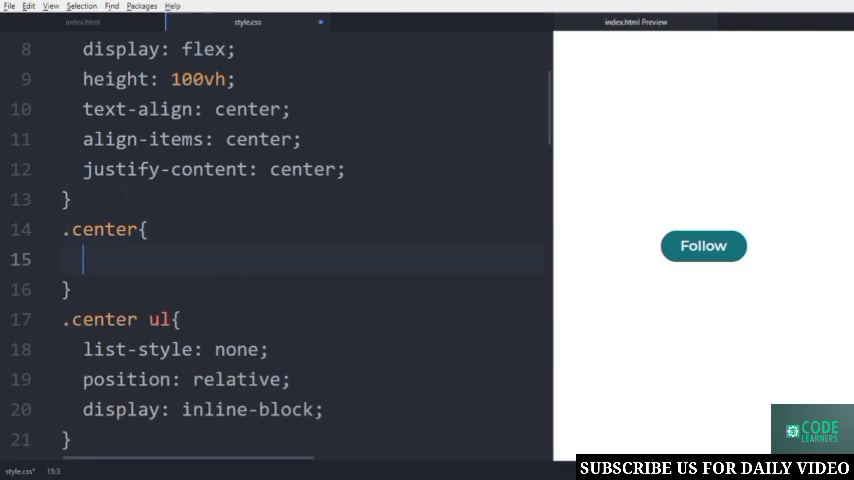 File Edit View Selection Find Packages Help
index.html style.css index.html Preview
8 display: flex;
9 height: 100vh;
10 text-align: center;
11 align-items: center;
12 justify-content: center;
13 }
14 .center{
15
16 }
17 .center ul{
18 list-style: none;
19 position: relative;
20 display: inline-block;
21 }
Follow
CODE
LEARNERS
style.css* 15:3
SUBSCRIBE US FOR DAILY VIDEO